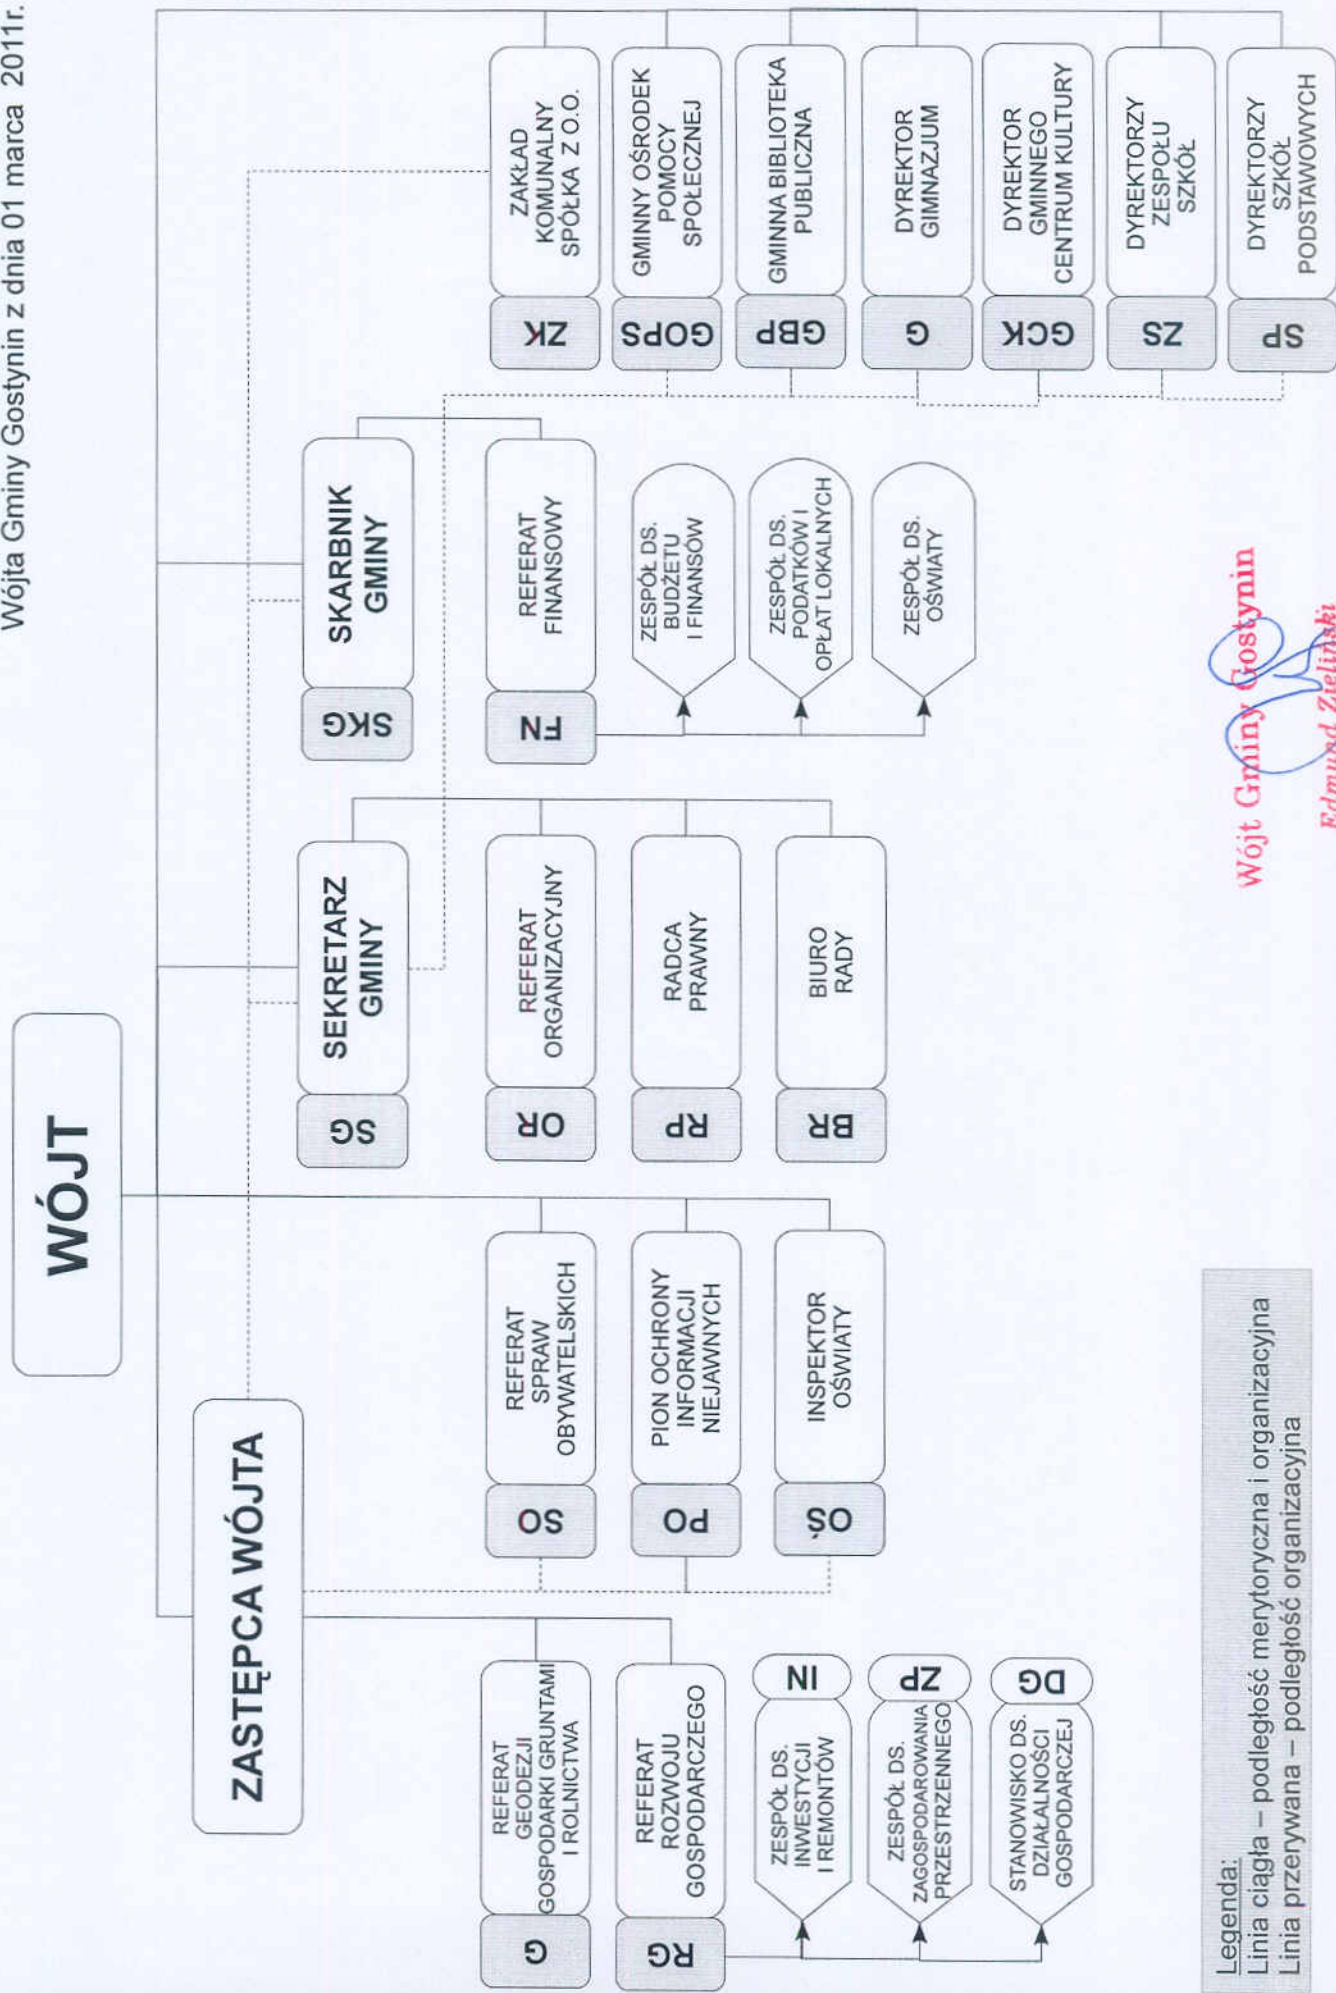 Wójta Gminy Gostynin z dnia 01 marca 2011r.
WÓJT
ZASTĘPCA WÓJTA
SG
SEKRETARZ
GMINY
SKG
SKARBNIK
GMINY
G
REFERAT
GEODEZJI
GOSPODARKI GRUNTAMI
I ROLNICTWA
RG
REFERAT
ROZWOJU
GOSPODARCZEGO
ZESPÓŁ DS.
INWESTYCJI
I REMONTÓW
IN
ZESPÓŁ DS.
ZAGOSPODAROWANIA
PRZESTRZENNEGO
ZP
STANOWISKO DS.
DZIAŁALNOŚCI
GOSPODARCZEJ
DG
SO
REFERAT
SPRAW
OBYWATELSKICH
PO
PION OCHRONY
INFORMACJI
NIEJAWNYCH
OŚ
INSPEKTOR
OŚWIATY
OR
REFERAT
ORGANIZACYJNY
RP
RADCA
PRAWNY
BR
BIURO
RADY
FN
REFERAT
FINANSOWY
ZESPÓŁ DS.
BUDŻETU
I FINANSÓW
ZESPÓŁ DS.
PODATKÓW I
OPŁAT LOKALNYCH
ZESPÓŁ DS.
OŚWIATY
ZK
ZAKŁAD
KOMUNALNY
SPÓŁKA Z O.O.
GOPS
GMINNY OŚRODEK
POMOCY
SPOŁECZNEJ
GBP
GMINNA BIBLIOTEKA
PUBLICZNA
G
DYREKTOR
GIMNAZJUM
GCK
DYREKTOR
GMINNEGO
CENTRUM KULTURY
ZS
DYREKTORZY
ZESPOŁU
SZKÓŁ
SP
DYREKTORZY
SZKÓŁ
PODSTAWOWYCH
Legenda:
Linia ciągła – podległość merytoryczna i organizacyjna
Linia przerywana – podległość organizacyjna
Wójt Gminy Gostynin
Edmund Zieliński